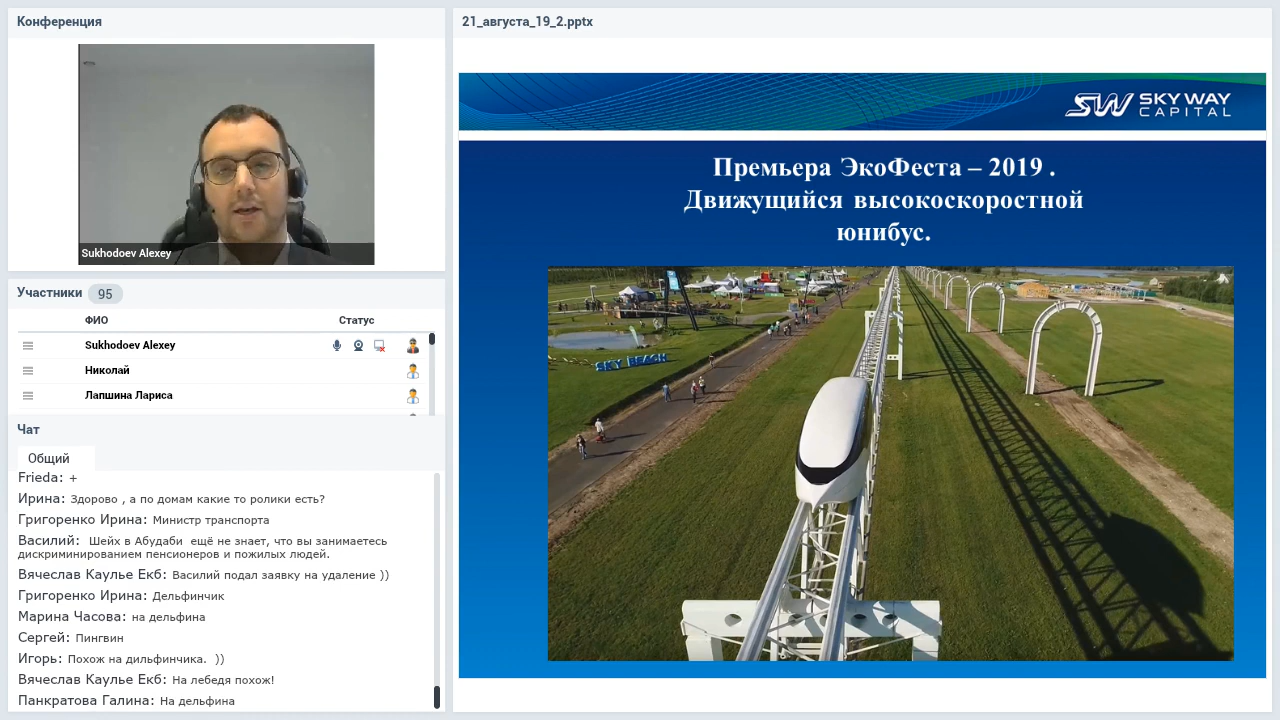 Конференция
Sukhodoev Alexey
Участники 95
ФИО Статус
Sukhodoev Alexey
Николай
Лапшина Лариса
Чат
Общий
Frieda: +
Ирина: Здорово , а по домам какие то ролики есть?
Григоренко Ирина: Министр транспорта
Василий: Шейх в Абудаби ещё не знает, что вы занимаетесь
дискриминированием пенсионеров и пожилых людей.
Вячеслав Каулье Екб: Василий подал заявку на удаление ))
Григоренко Ирина: Дельфинчик
Марина Часова: на дельфина
Сергей: Пингвин
Игорь: Похож на дильфинчика. ))
Вячеслав Каулье Екб: На лебедя похож!
Панкратова Галина: На дельфина
21_августа_19_2.pptx
SW SKY WAY
CAPITAL
Премьера ЭкоФеста – 2019 .
Движущийся высокоскоростной
юнибус.
SKY BEACH